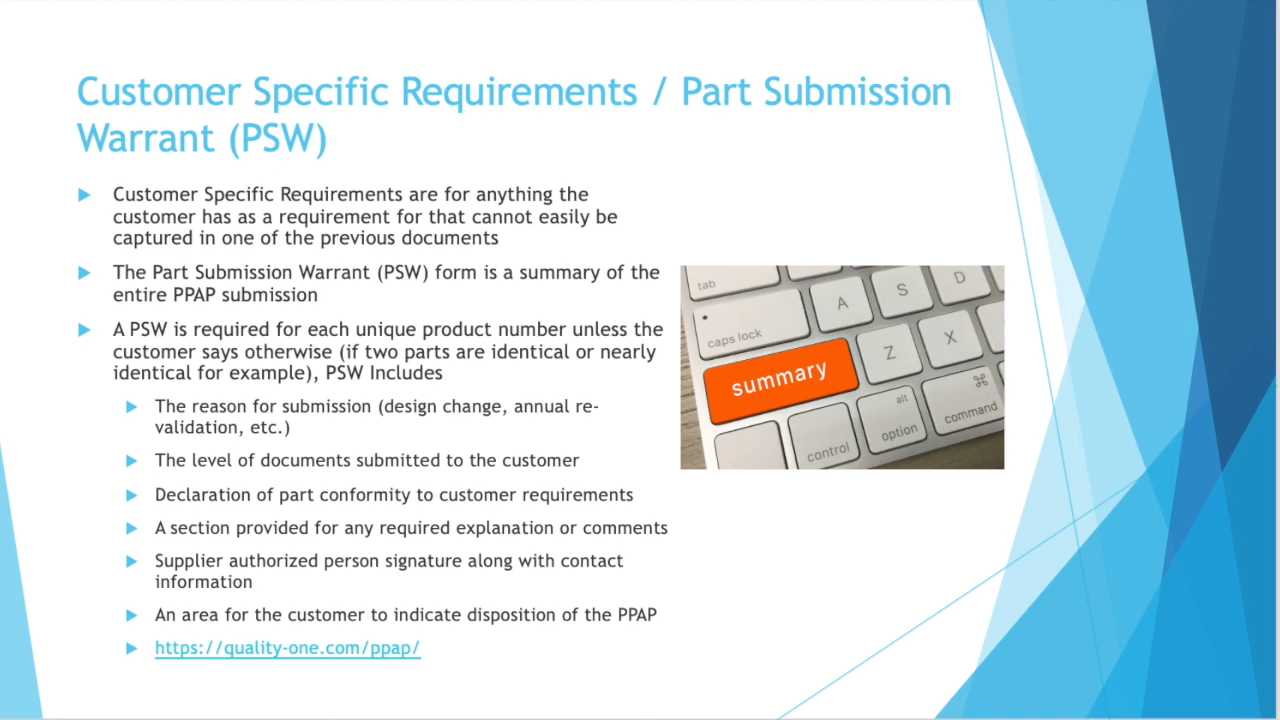 Customer Specific Requirements / Part Submission
Warrant (PSW)
Customer Specific Requirements are for anything the
customer has as a requirement for that cannot easily be
captured in one of the previous documents
The Part Submission Warrant (PSW) form is a summary of the
entire PPAP submission
A PSW is required for each unique product number unless the
customer says otherwise (if two parts are identical or nearly
identical for example), PSW Includes
The reason for submission (design change, annual re-
validation, etc.)
The level of documents submitted to the customer
Declaration of part conformity to customer requirements
A section provided for any required explanation or comments
Supplier authorized person signature along with contact
information
An area for the customer to indicate disposition of the PPAP
https://quality-one.com/ppap/
tab
A S D
caps lock
summary
Z X
control
alt
option
⌘
command